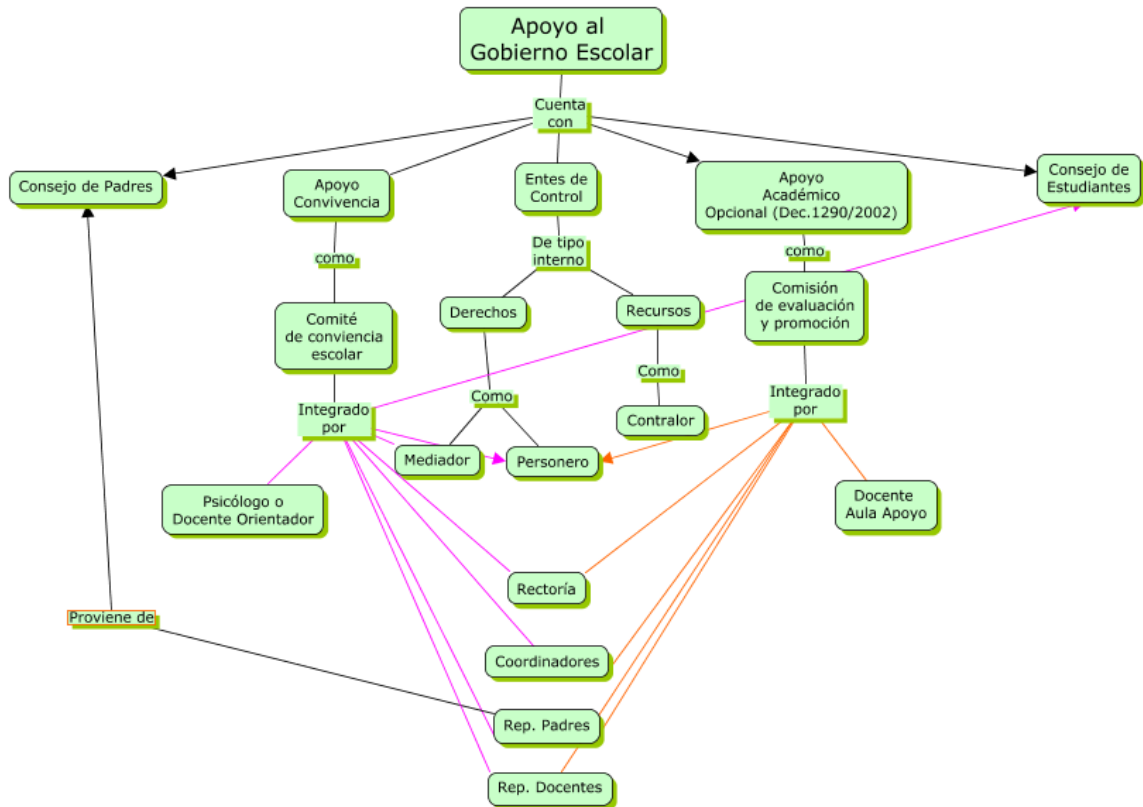 Apoyo al
Gobierno Escolar
Cuenta
con
Consejo de Padres
Apoyo
Convivencia
Entes de
Control
Apoyo
Académico
Opcional (Dec.1290/2002)
Consejo de
Estudiantes
como
De tipo
interno
como
Comité
de conviencia
escolar
Derechos
Recursos
Comisión
de evaluación
y promoción
Integrado
por
Como
Como
Integrado
por
Mediador
Personero
Contralor
Psicólogo o
Docente Orientador
Docente
Aula Apoyo
Rectoría
Proviene de
Coordinadores
Rep. Padres
Rep. Docentes